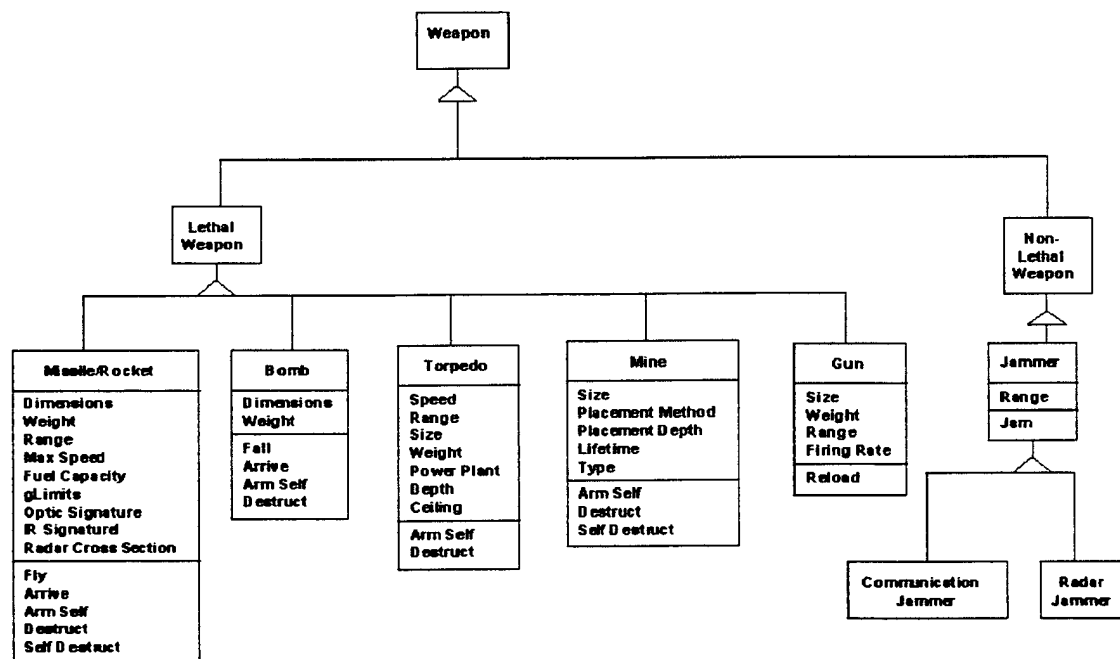 Weapon
Lethal
Weapon
Non-
Lethal
Weapon
Missile/Rocket
Dimensions
Weight
Range
Max Speed
Fuel Capacity
gLimits
Optic Signature
IR Signaturel
Radar Cross Section
Fly
Arrive
Arm Self
Destruct
Self Destruct
Bomb
Dimensions
Weight
Fall
Arrive
Arm Self
Destruct
Torpedo
Speed
Range
Size
Weight
Power Plant
Depth
Ceiling
Arm Self
Destruct
Mine
Size
Placement Method
Placement Depth
Lifetime
Type
Arm Self
Destruct
Self Destruct
Gun
Size
Weight
Range
Firing Rate
Reload
Jammer
Range
Jam
Communication
Jammer
Radar
Jammer